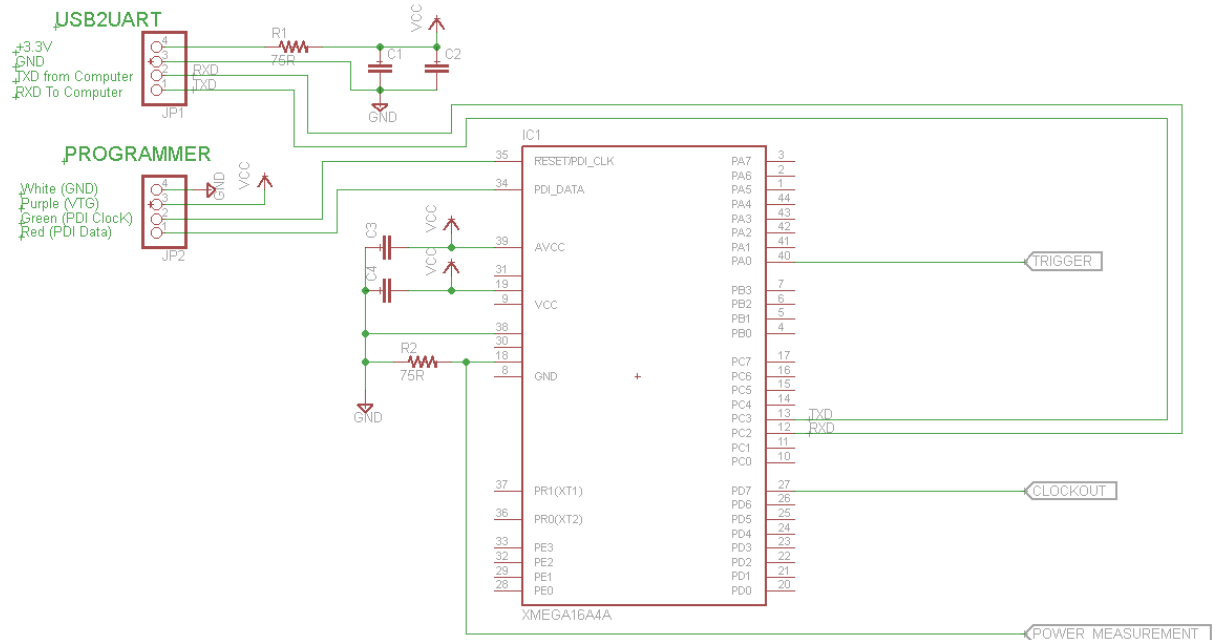 USB2UART
+3.3V
GND
TXD from Computer
RXD To Computer
4
3
2
1
JP1
RXD
TXD
R1
75R
C1
C2
VCC
GND
PROGRAMMER
White (GND)
Purple (VTG)
Green (PDI ClocK)
Red (PDI Data)
4
3
2
1
JP2
GND
VCC
IC1
35 RESET/PDI_CLK
34 PDI_DATA
39 AVCC
31
19
9 VCC
38
30
18
8 GND
37 PR1(XT1)
36 PR0(XT2)
33 PE3
32 PE2
29 PE1
28 PE0
C3
VCC
C4
VCC
R2
75R
GND
PA7 3
PA6 2
PA5 1
PA4 44
PA3 43
PA2 42
PA1 41
PA0 40
PB3 7
PB2 6
PB1 5
PB0 4
PC7 17
PC6 16
PC5 15
PC4 14
PC3 13 TXD
PC2 12 RXD
PC1 11
PC0 10
PD7 27
PD6 26
PD5 25
PD4 24
PD3 23
PD2 22
PD1 21
PD0 20
XMEGA16A4A
TRIGGER
CLOCKOUT
POWER MEASUREMENT